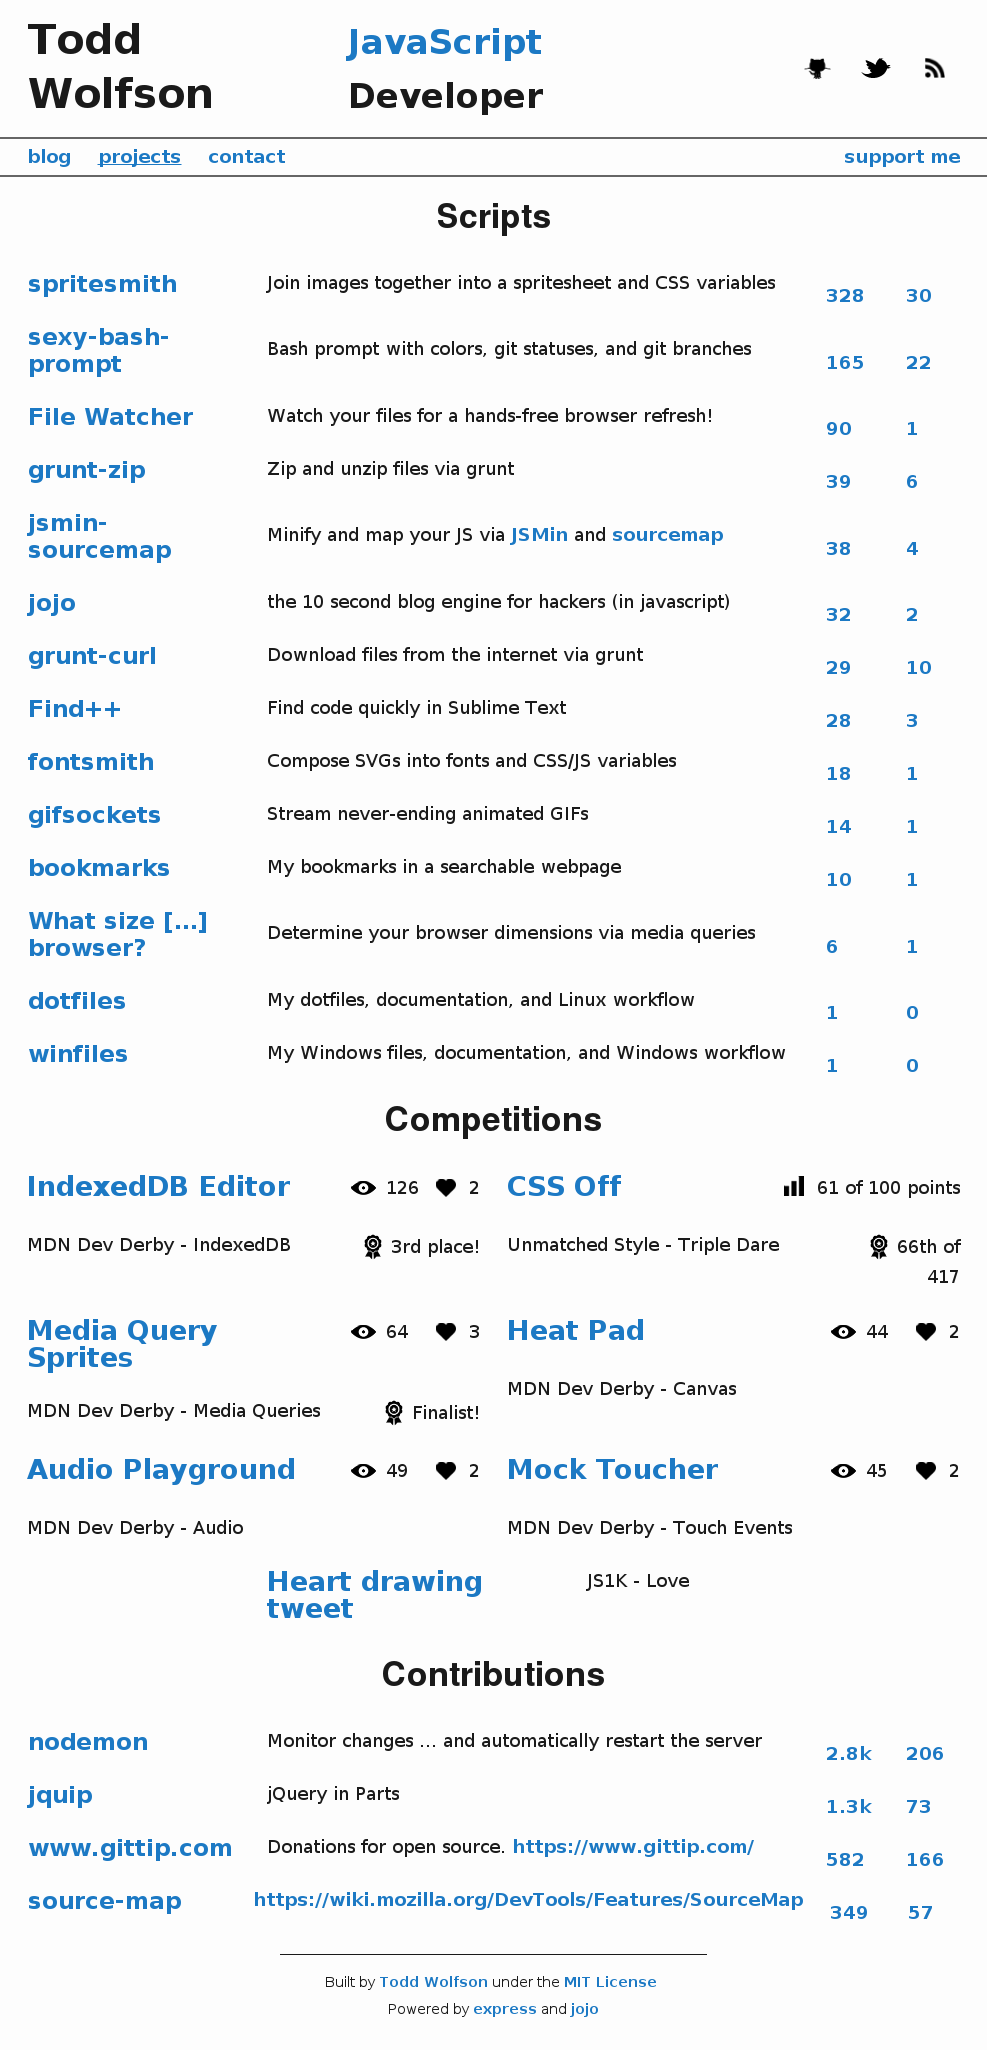 Todd
Wolfson
JavaScript
Developer
blog projects contact support me
Scripts
spritesmith Join images together into a spritesheet and CSS variables 328 30
sexy-bash-
prompt Bash prompt with colors, git statuses, and git branches 165 22
File Watcher Watch your files for a hands-free browser refresh! 90 1
grunt-zip Zip and unzip files via grunt 39 6
jsmin-
sourcemap Minify and map your JS via JSMin and sourcemap 38 4
jojo the 10 second blog engine for hackers (in javascript) 32 2
grunt-curl Download files from the internet via grunt 29 10
Find++ Find code quickly in Sublime Text 28 3
fontsmith Compose SVGs into fonts and CSS/JS variables 18 1
gifsockets Stream never-ending animated GIFs 14 1
bookmarks My bookmarks in a searchable webpage 10 1
What size [...]
browser? Determine your browser dimensions via media queries 6 1
dotfiles My dotfiles, documentation, and Linux workflow 1 0
winfiles My Windows files, documentation, and Windows workflow 1 0
Competitions
IndexedDB Editor 126 2
MDN Dev Derby - IndexedDB 3rd place!
CSS Off 61 of 100 points
Unmatched Style - Triple Dare 66th of
417
Media Query
Sprites 64 3
MDN Dev Derby - Media Queries Finalist!
Heat Pad 44 2
MDN Dev Derby - Canvas
Audio Playground 49 2
MDN Dev Derby - Audio
Mock Toucher 45 2
MDN Dev Derby - Touch Events
Heart drawing
tweet JS1K - Love
Contributions
nodemon Monitor changes ... and automatically restart the server 2.8k 206
jquip jQuery in Parts 1.3k 73
www.gittip.com Donations for open source. https://www.gittip.com/ 582 166
source-map https://wiki.mozilla.org/DevTools/Features/SourceMap 349 57
Built by Todd Wolfson under the MIT License
Powered by express and jojo